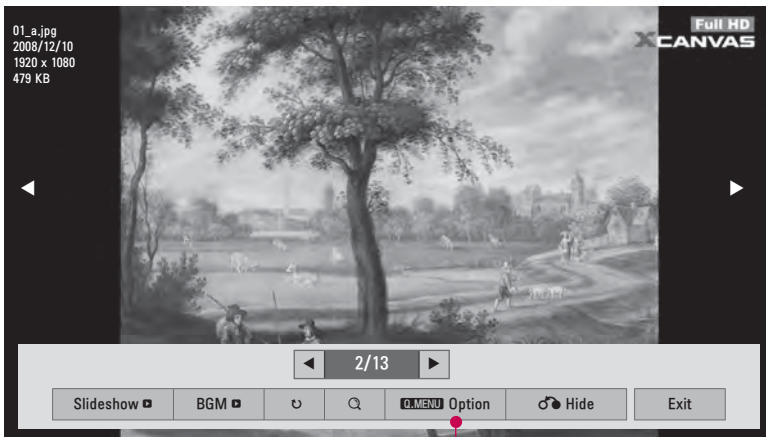 01_a.jpg
2008/12/10
1920 x 1080
479 KB
Full HD
XCANVAS
2/13
Slideshow
BGM
Q.MENU Option
Hide
Exit